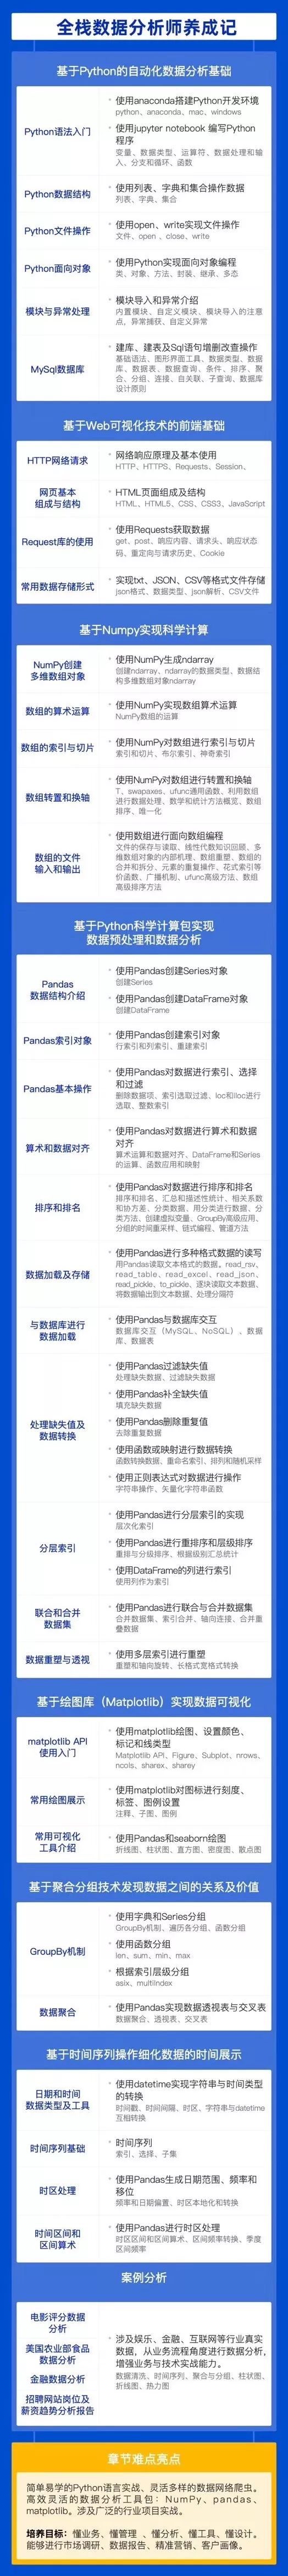 全栈数据分析师养成记
基于Python的自动化数据分析基础
Python语法入门
使用anaconda搭建Python开发环境
python、anaconda、mac、windows
使用jupyter notebook 编写Python
程序
变量、数据类型、运算符、数据处理和输
入、分支和循环、函数
Python数据结构
使用列表、字典和集合操作数据
列表、字典、集合
Python文件操作
使用open、write实现文件操作
文件、open 、close、write
Python面向对象
使用Python实现面向对象编程
类、对象、方法、封装、继承、多态
模块与异常处理
模块导入和异常介绍
内置模块、自定义模块、模块导入的注意
点、异常捕获、自定义异常
MySql数据库
建库、建表及Sql语句增删改查操作
基础语法、图形界面工具、数据类型、数据
库、数据表、数据查询、条件、排序、聚
合、分组、连接、自关联、子查询、数据库
设计原则
基于Web可视化技术的前端基础
HTTP网络请求
网络响应原理及基本使用
HTTP、HTTPS、Requests、Session、
网页基本
组成与结构
HTML页面组成及结构
HTML、HTML5、CSS、CSS3、JavaScript
Request库的使用
使用Requests获取数据
get、post、响应内容、请求头、响应状态
码、重定向与请求历史、Cookie
常用数据存储形式
实现txt、JSON、CSV等格式文件存储
json格式、数据类型、json解析、CSV文件
基于Numpy实现科学计算
NumPy创建
多维数组对象
使用NumPy生成ndarray
创建ndarray、ndarray的数据类型、数据结
构多维数组对象ndarray
数组的算术运算
使用NumPy实现数组算术运算
NumPy数组的运算
数组的索引与切片
使用NumPy对数组进行索引与切片
索引和切片、布尔索引、神奇索引
数组转置和换轴
使用NumPy对数组进行转置和换轴
T、swapaxes、ufunc通用函数、利用数组
进行数据处理、数学和统计方法概览、数组
排序、唯一化
数组的文件
输入和输出
使用数组进行面向数组编程
文件的保存与读取、线性代数知识回顾、多
维数组对象的内部机理、数组重塑、数组的
合并和拆分、元素的重复操作、花式索引等
价函数、广播机制、ufunc高级方法、数组
高级排序方法
基于Python科学计算包实现
数据预处理和数据分析
Pandas
数据结构介绍
使用Pandas创建Series对象
创建Series
使用Pandas创建DataFrame对象
创建DataFrame
Pandas索引对象
使用Pandas创建索引对象
行索引和列索引、重建索引
Pandas基本操作
使用Pandas对数据进行索引、选择
和过滤
删除数据项、索引选取过滤、loc和iloc进行
选取、整数索引
算术和数据对齐
使用Pandas对数据进行算术和数据
对齐
算术运算和数据对齐、DataFrame和Series
的运算、函数应用和映射
排序和排名
使用Pandas对数据进行排序和排名
排序和排名、汇总和描述性统计、相关系数
和协方差、分类数据、用分类进行数据、分
类方法、创建虚拟变量、GroupBy高级应用、
分组的时间重采样、链式编程、管道方法
数据加载及存储
使用Pandas进行多种格式数据的读写
用Pandas读取文本格式的数据。read_rsv、
read_table、read_excel、read_json、
read_pickle、to_pickle、逐块读取文本数据、
将数据输出到文本数据、处理分隔符
与数据库进行
数据加载
使用Pandas与数据库交互
数据库交互（MySQL、NoSQL）、数据
库、数据表
处理缺失值及
数据转换
使用Pandas过滤缺失值
处理缺失数据、过滤缺失数据
使用Pandas补全缺失值
填充缺失数据
使用Pandas删除重复值
去除重复数据
使用函数或映射进行数据转换
函数转换数据、重命名索引、排列和随机采样
使用正则表达式对数据进行操作
字符串操作、矢量化字符串函数
分层索引
使用Pandas进行分层索引的实现
层次化索引
使用Pandas进行重排序和层级排序
重排与分级排序、根据级别汇总统计
使用DataFrame的列进行索引
使用列作为索引
联合和合并
数据集
使用Pandas进行联合与合并数据集
合并数据集、索引合并、轴向连接、合并重
叠数据
数据重塑与透视
使用多层索引进行重塑
重塑和轴向旋转、长格式宽格式转换
基于绘图库（Matplotlib）实现数据可视化
matplotlib API
使用入门
使用matplotlib绘图、设置颜色、
标记和线类型
Matplotlib API、Figure、Subplot、nrows、
ncols、sharex、sharey
常用绘图展示
使用matplotlib对图标进行刻度、
标签、图例设置
注释、子图、图例
常用可视化
工具介绍
使用Pandas和seaborn绘图
折线图、柱状图、直方图、密度图、散点图
基于聚合分组技术发现数据之间的关系及价值
GroupBy机制
使用字典和Series分组
GroupBy机制、遍历各分组、函数分组
使用函数分组
len、sum、min、max
根据索引层级分组
asix、multiIndex
数据聚合
使用Pandas实现数据透视表与交叉表
数据聚合、透视表、交叉表
基于时间序列操作细化数据的时间展示
日期和时间
数据类型及工具
使用datetime实现字符串与时间类型
的转换
时间戳、时间间隔、时区、字符串与datetime
互相转换
时间序列基础
时间序列
索引、选择、子集
时区处理
使用Pandas生成日期范围、频率和
移位
频率和日期偏置、时区本地化和转换
时间区间和
区间算术
使用Pandas进行时区处理
时区区间和区间算术、区间频率转换、季度
区间频率
案例分析
电影评分数据
分析
美国农业部食品
数据分析
金融数据分析
招聘网站岗位及
薪资趋势分析报告
涉及娱乐、金融、互联网等行业真实
数据，从业务流程角度进行数据分析，
增强业务与技术实战能力。
数据清洗、时间序列、聚合与分组、柱状图、
折线图、热力图
章节难点亮点
简单易学的Python语言实战、灵活多样的数据网络爬虫。
高效灵活的数据分析工具包：NumPy、pandas、
matplotlib。涉及广泛的行业项目实战。
培养目标：懂业务、懂管理 、懂分析、懂工具、懂设计。
能够进行市场调研、数据报告、精准营销、客户画像。